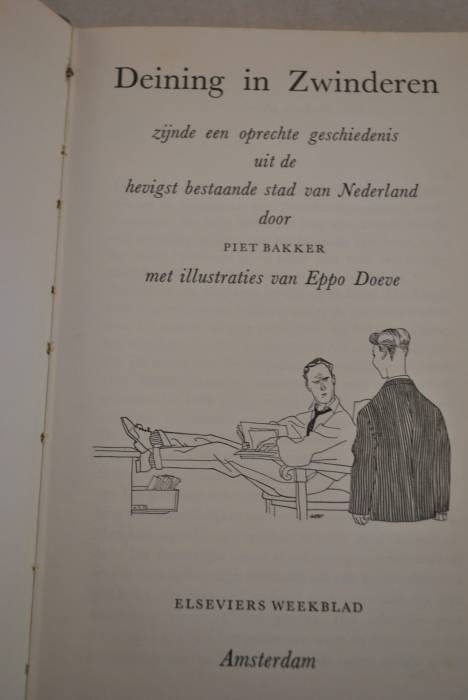 Deining in Zwinderen
zijnde een oprechte geschiedenis
uit de
hevigst bestaande stad van Nederland
door
PIET BAKKER
met illustraties van Eppo Doeve
ELSEVIERS WEEKBLAD
Amsterdam